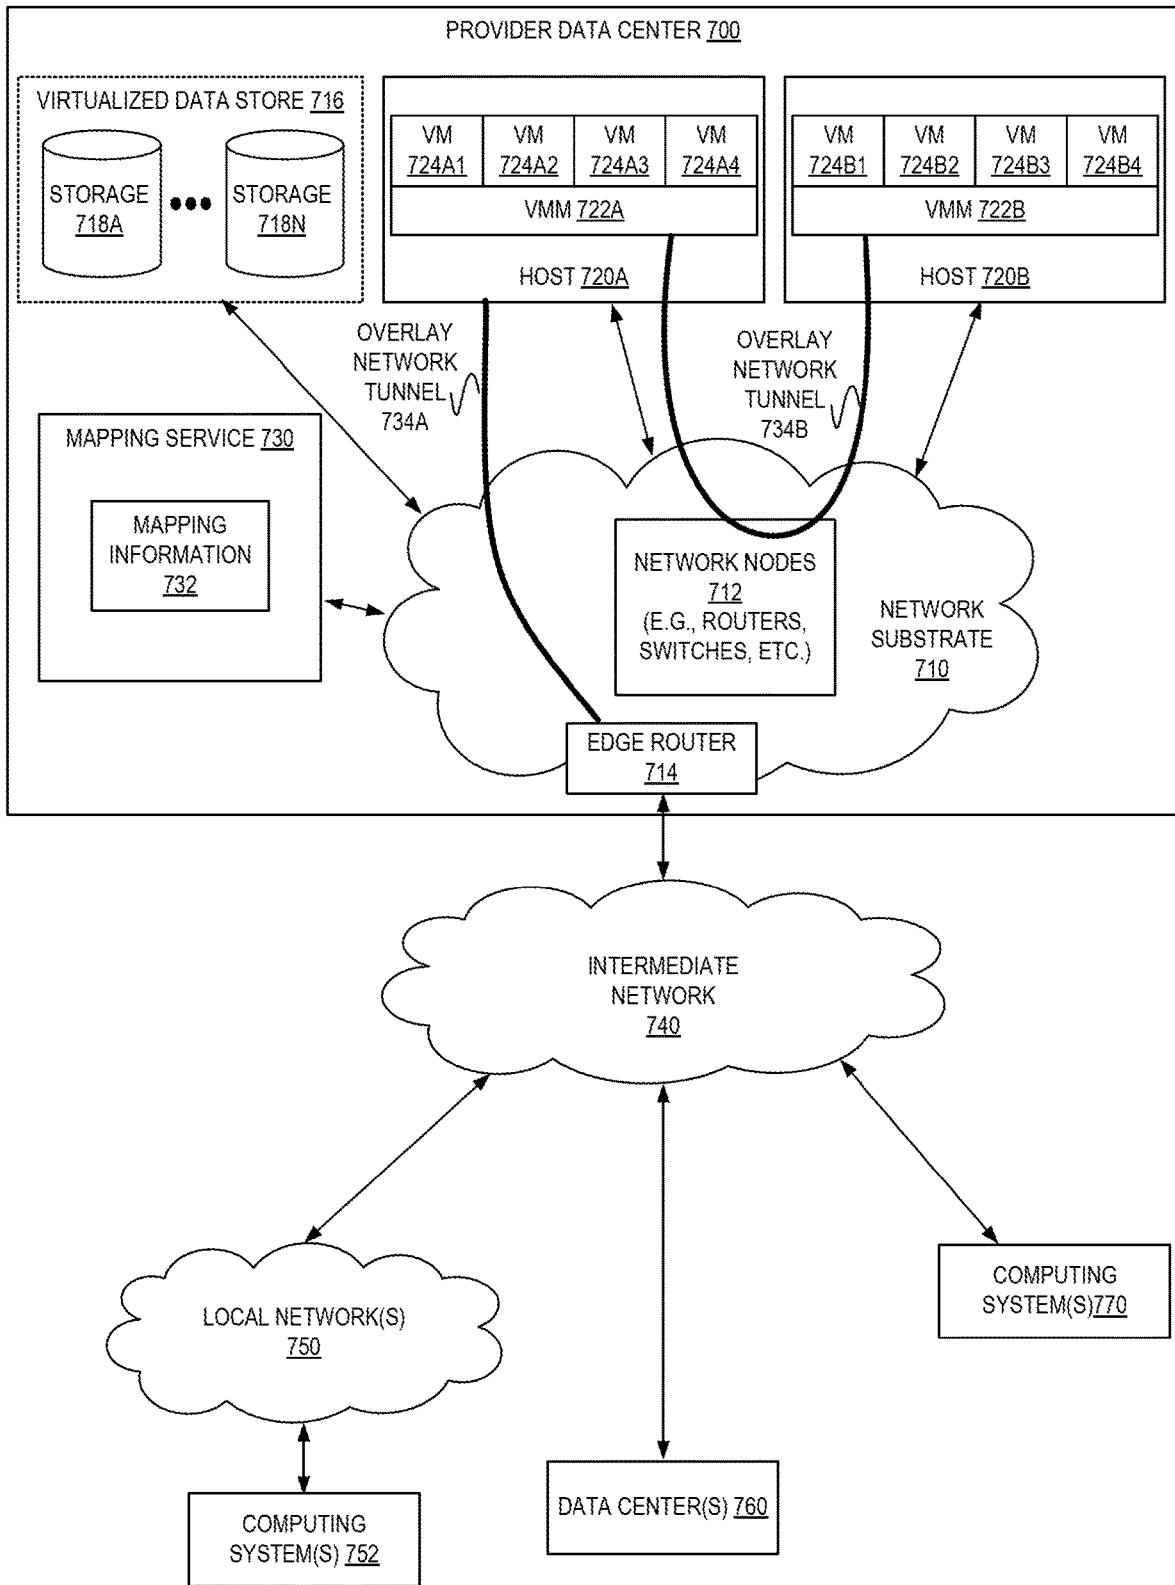 PROVIDER DATA CENTER 700
VIRTUALIZED DATA STORE 716
STORAGE
718A
STORAGE
718N
VM
724A1
VM
724A2
VM
724A3
VM
724A4
VMM 722A
HOST 720A
VM
724B1
VM
724B2
VM
724B3
VM
724B4
VMM 722B
HOST 720B
OVERLAY
NETWORK
TUNNEL
734A
OVERLAY
NETWORK
TUNNEL
734B
MAPPING SERVICE 730
MAPPING
INFORMATION
732
NETWORK NODES
712
(E.G., ROUTERS,
SWITCHES, ETC.)
NETWORK
SUBSTRATE
710
EDGE ROUTER
714
INTERMEDIATE
NETWORK
740
LOCAL NETWORK(S)
750
COMPUTING
SYSTEM(S)770
DATA CENTER(S) 760
COMPUTING
SYSTEM(S) 752